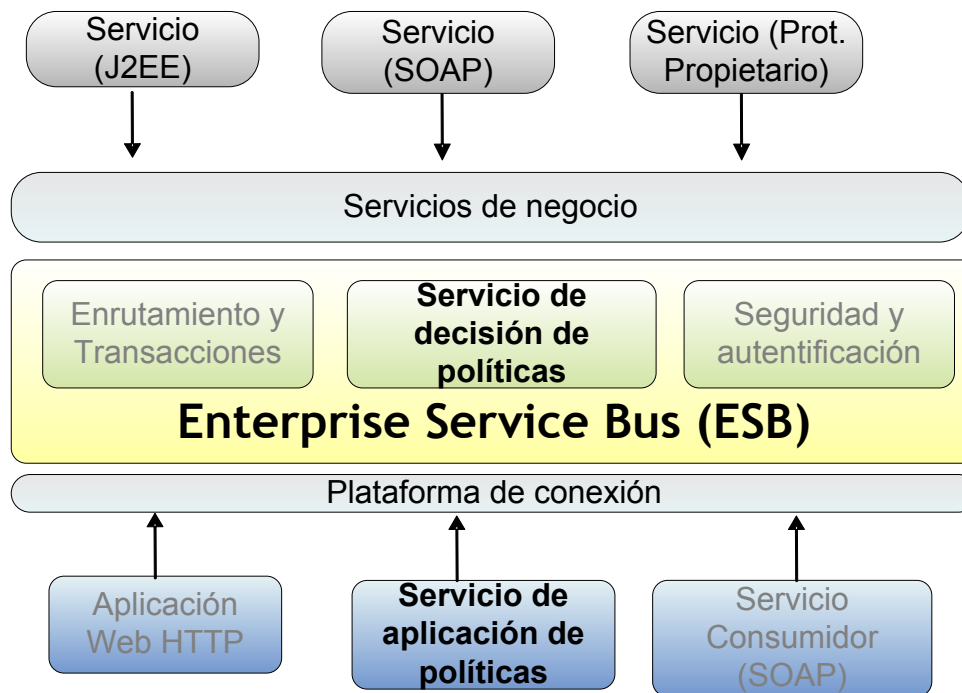 Servicio
(J2EE)
Servicio
(SOAP)
Servicio (Prot.
Propietario)
Servicios de negocio
Enrutamiento y
Transacciones
Servicio de
decisión de
políticas
Seguridad y
autentificación
Enterprise Service Bus (ESB)
Plataforma de conexión
Aplicación
Web HTTP
Servicio de
aplicación de
políticas
Servicio
Consumidor
(SOAP)